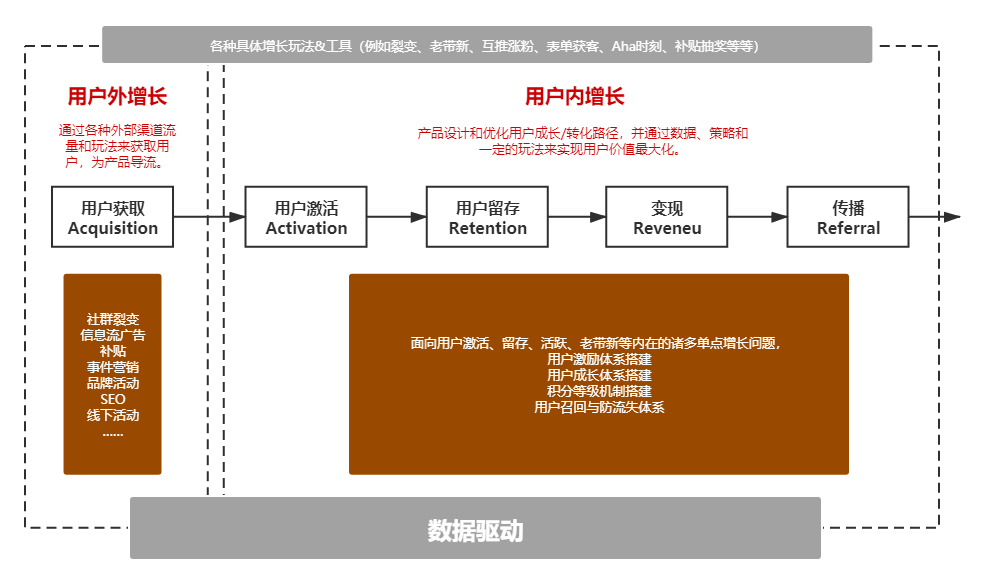 各种具体增长玩法&工具（例如裂变、老带新、互推涨粉、表单获客、Aha时刻、补贴抽奖等等）
用户外增长
通过各种外部渠道流
量和玩法来获取用
户，为产品导流。
用户内增长
产品设计和优化用户成长/转化路径，并通过数据、策略和
一定的玩法来实现用户价值最大化。
用户获取
Acquisition
用户激活
Activation
用户留存
Retention
变现
Reveneu
传播
Referral
社群裂变
信息流广告
补贴
事件营销
品牌活动
SEO
线下活动
......
面向用户激活、留存、活跃、老带新等内在的诸多单点增长问题，
用户激励体系搭建
用户成长体系搭建
积分等级机制搭建
用户召回与防流失体系
数据驱动